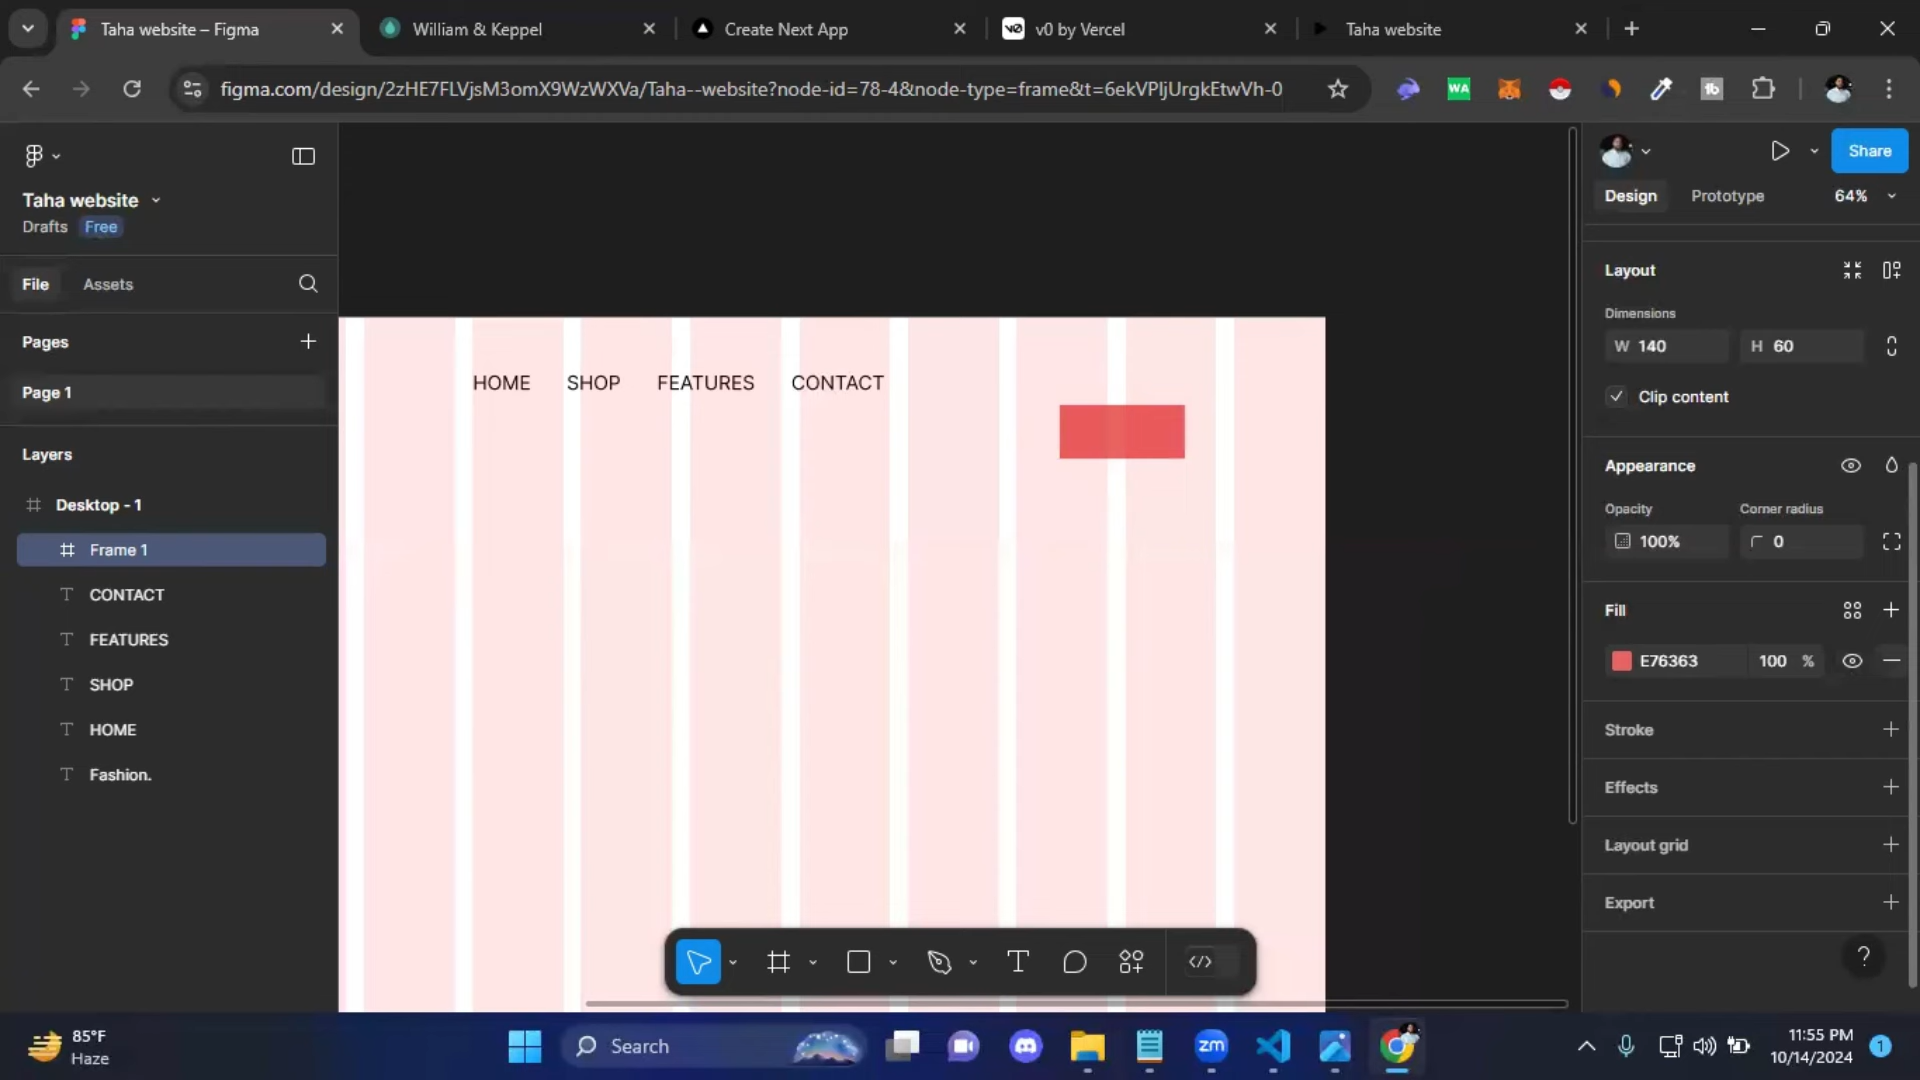 Taha website – Figma
William & Keppel
Create Next App
v0 by Vercel
Taha website
figma.com/design/2zHE7FLVjsM3omX9WzWXVa/Taha--website?node-id=78-4&node-type=frame&t=6ekVPIjUrgkEtwVh-0
WA
Taha website
Drafts Free
File Assets
Pages
Page 1
Layers
Desktop - 1
Frame 1
CONTACT
FEATURES
SHOP
HOME
Fashion.
HOME SHOP FEATURES CONTACT
Share
Design Prototype 64%
Layout
Dimensions
W 140 H 60
Clip content
Appearance
Opacity Corner radius
100% 0
Fill
E76363 100 %
Stroke
Effects
Layout grid
Export
?
85°F
Haze
Search
zm
11:55 PM
10/14/2024
1